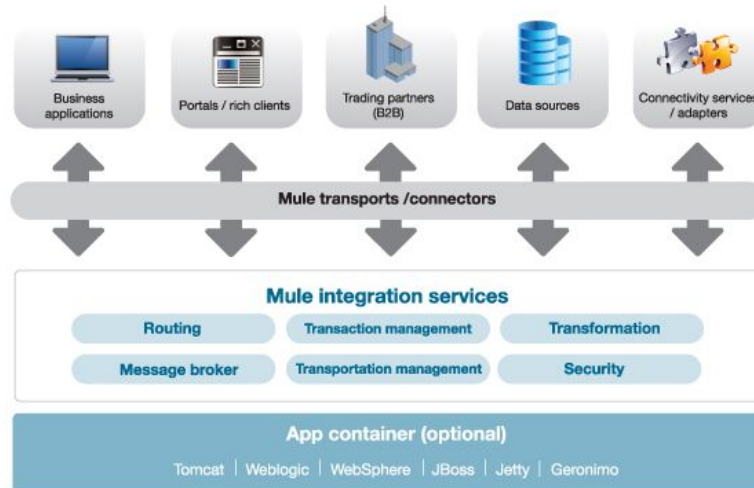 Business
applications
Portals / rich clients
Trading partners
(B2B)
Data sources
Connectivity services
/ adapters
Mule transports /connectors
Mule integration services
Routing
Transaction management
Transformation
Message broker
Transportation management
Security
App container (optional)
Tomcat | Weblogic | WebSphere | JBoss | Jetty | Geronimo